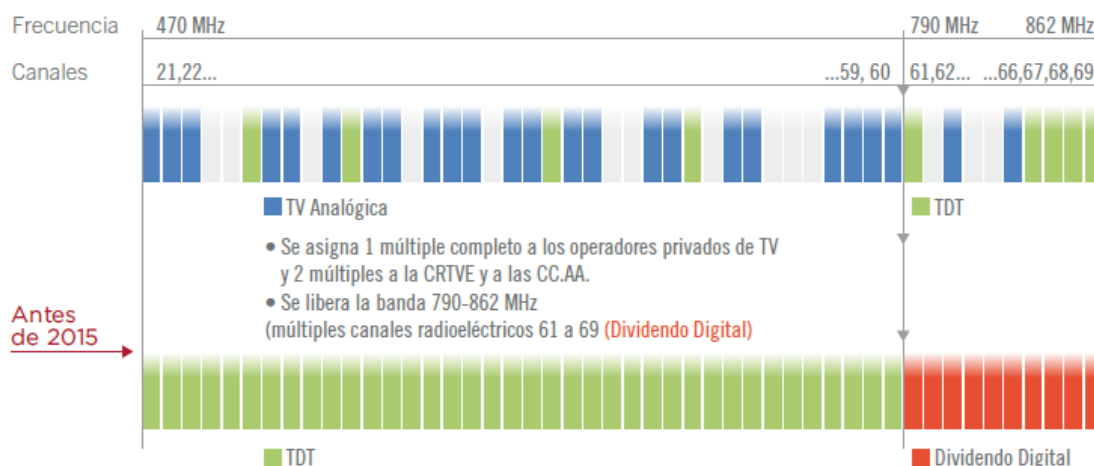 Frecuencia 470 MHz 790 MHz 862 MHz
Canales 21,22... ...59, 60 61,62... ...66,67,68,69
TV Analógica TDT
• Se asigna 1 múltiple completo a los operadores privados de TV
y 2 múltiples a la CRTVE y a las CC.AA.
• Se libera la banda 790-862 MHz
(múltiples canales radioeléctricos 61 a 69 (Dividendo Digital)
Antes
de 2015
TDT Dividendo Digital